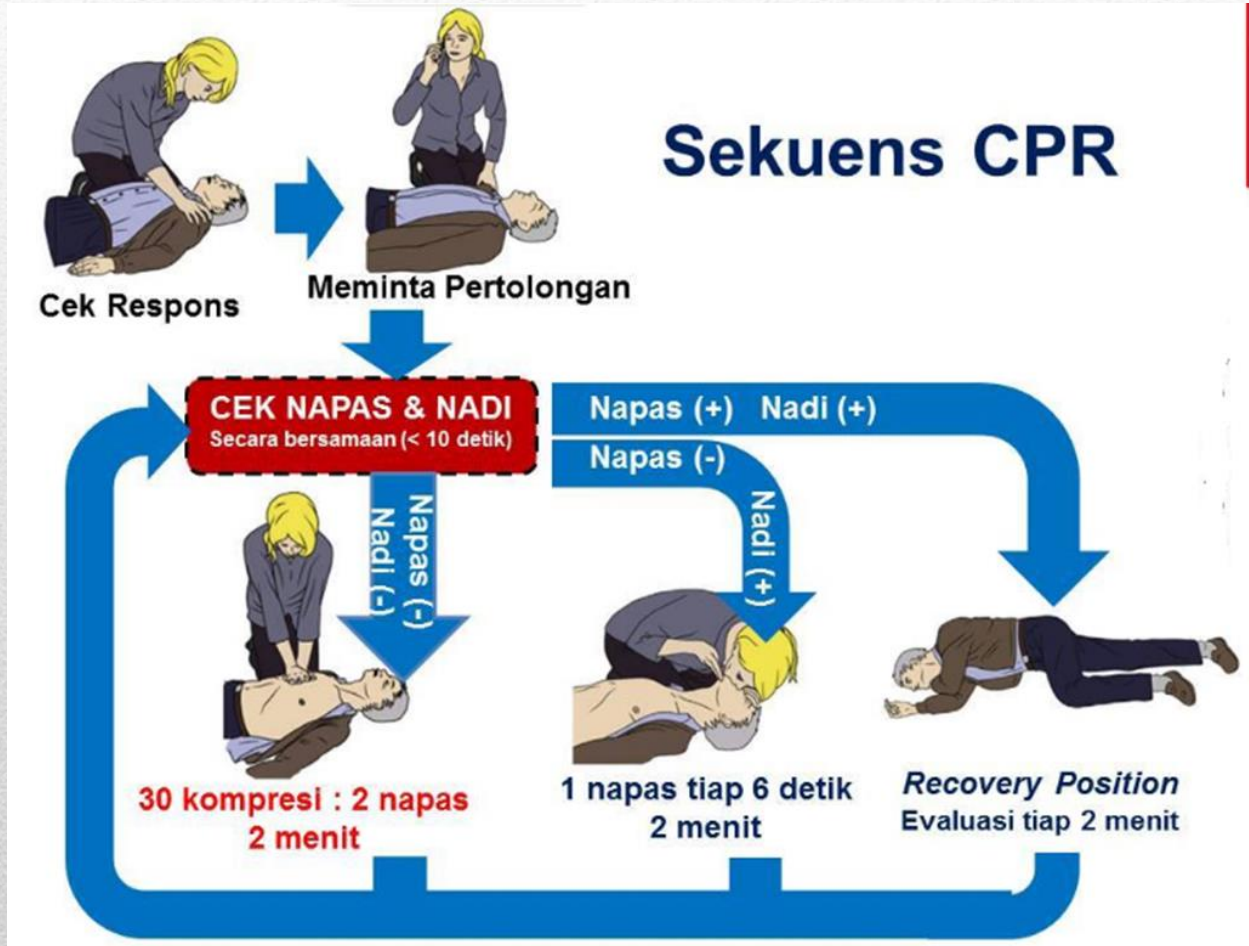 Sekuens CPR
Cek Respons
Meminta Pertolongan
CEK NAPAS & NADI
Secara bersamaan (< 10 detik)
Napas (+) Nadi (+)
Napas (-)
Nadi (+)
Napas (-)
Nadi (-)
30 kompresi : 2 napas
2 menit
1 napas tiap 6 detik
2 menit
Recovery Position
Evaluasi tiap 2 menit